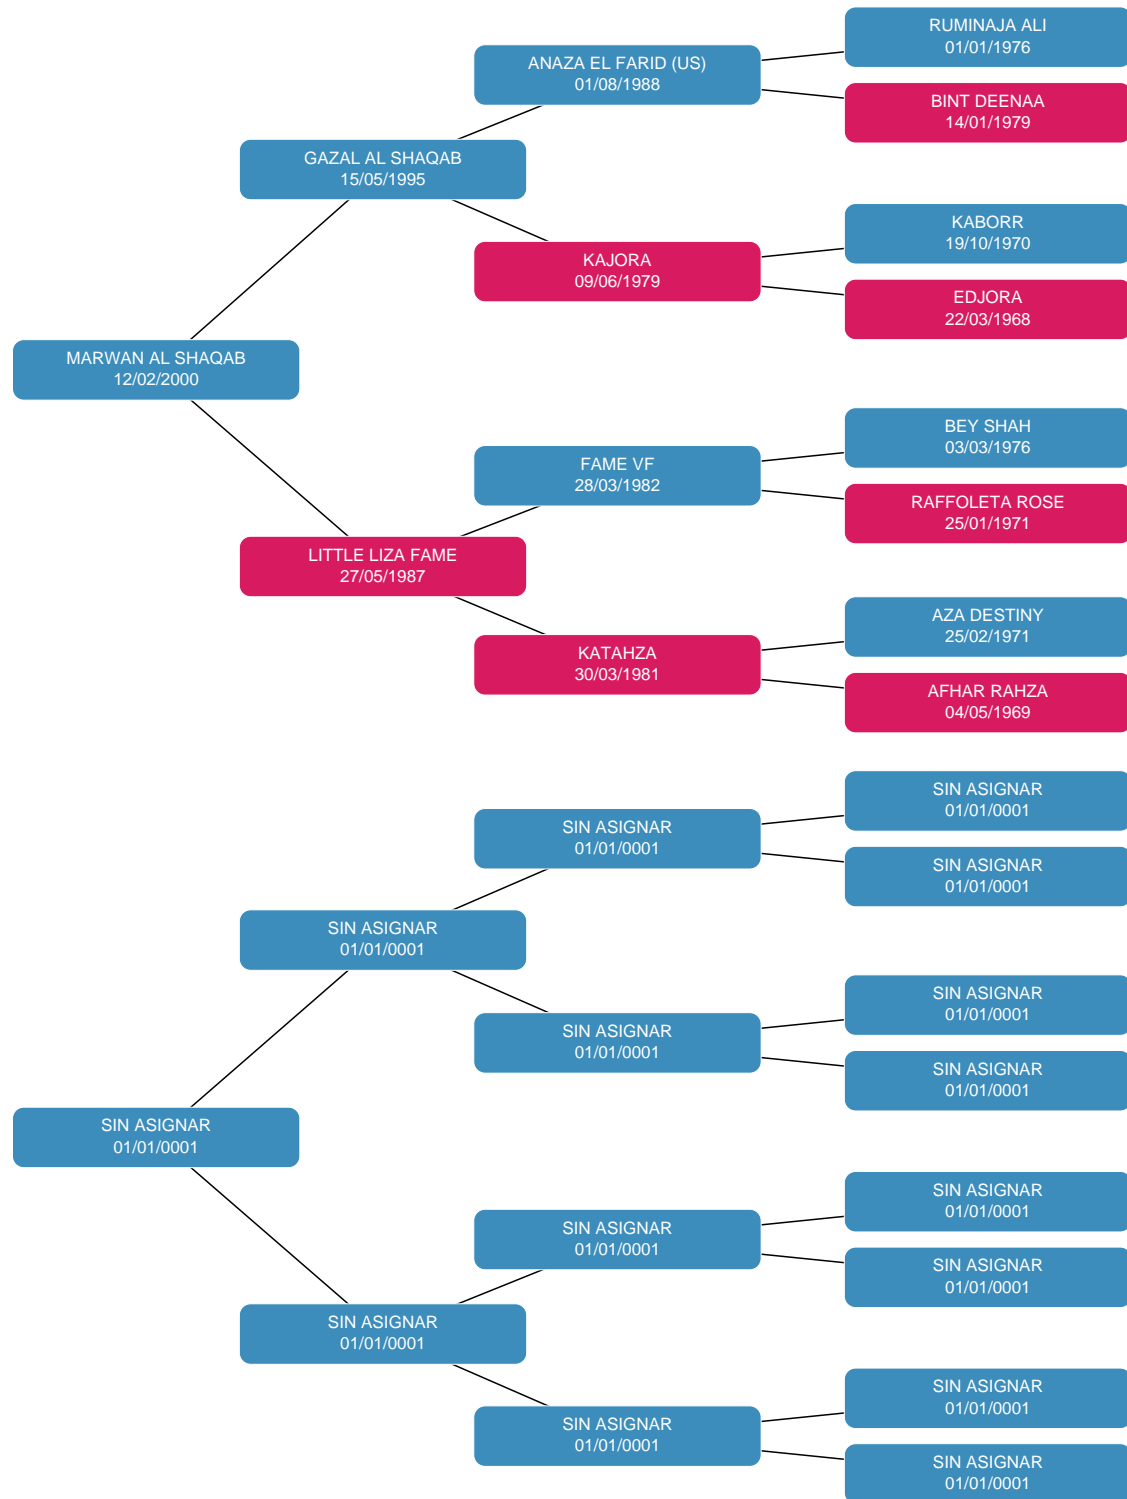 RUMINAJA ALI
01/01/1976
ANAZA EL FARID (US)
01/08/1988
BINT DEENAA
14/01/1979
GAZAL AL SHAQAB
15/05/1995
KABORR
19/10/1970
KAJORA
09/06/1979
EDJORA
22/03/1968
MARWAN AL SHAQAB
12/02/2000
BEY SHAH
03/03/1976
FAME VF
28/03/1982
RAFFOLETA ROSE
25/01/1971
LITTLE LIZA FAME
27/05/1987
AZA DESTINY
25/02/1971
KATAHZA
30/03/1981
AFHAR RAHZA
04/05/1969
SIN ASIGNAR
01/01/0001
SIN ASIGNAR
01/01/0001
SIN ASIGNAR
01/01/0001
SIN ASIGNAR
01/01/0001
SIN ASIGNAR
01/01/0001
SIN ASIGNAR
01/01/0001
SIN ASIGNAR
01/01/0001
SIN ASIGNAR
01/01/0001
SIN ASIGNAR
01/01/0001
SIN ASIGNAR
01/01/0001
SIN ASIGNAR
01/01/0001
SIN ASIGNAR
01/01/0001
SIN ASIGNAR
01/01/0001
SIN ASIGNAR
01/01/0001
SIN ASIGNAR
01/01/0001